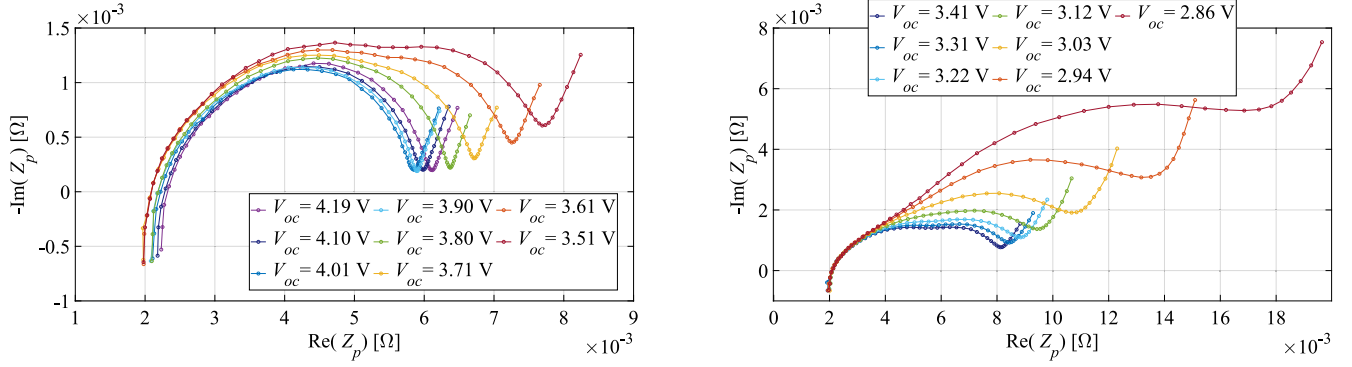 ×10⁻³
1.5
1
0.5
0
-0.5
-1
-Im( Z_p ) [Ω]
V_oc = 4.19 V V_oc = 3.90 V V_oc = 3.61 V
V_oc = 4.10 V V_oc = 3.80 V V_oc = 3.51 V
V_oc = 4.01 V V_oc = 3.71 V
1 2 3 4 5 6 7 8 9
Re( Z_p ) [Ω]
×10⁻³
×10⁻³
8
6
4
2
0
-Im( Z_p ) [Ω]
V_oc = 3.41 V V_oc = 3.12 V V_oc = 2.86 V
V_oc = 3.31 V V_oc = 3.03 V
V_oc = 3.22 V V_oc = 2.94 V
0 2 4 6 8 10 12 14 16 18
Re( Z_p ) [Ω]
×10⁻³